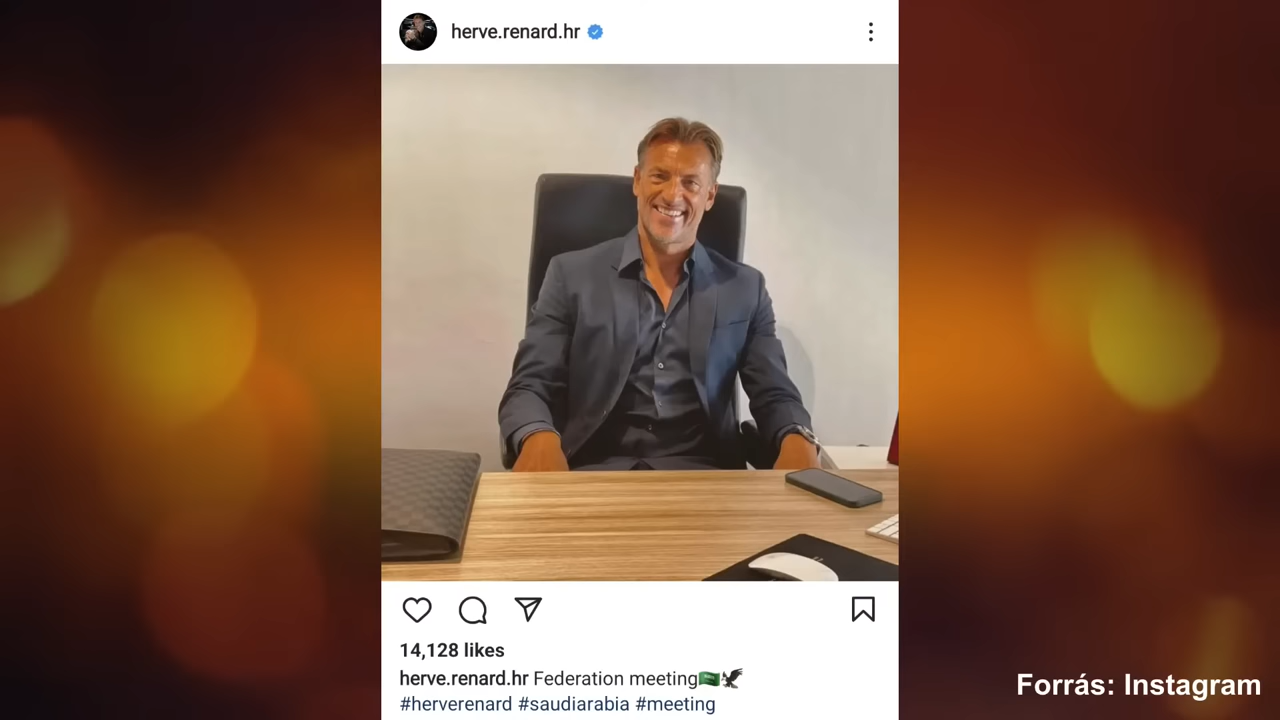 herve.renard.hr
14,128 likes
herve.renard.hr Federation meeting🇸🇦🦅
#herverenard #saudiarabia #meeting
Forrás: Instagram